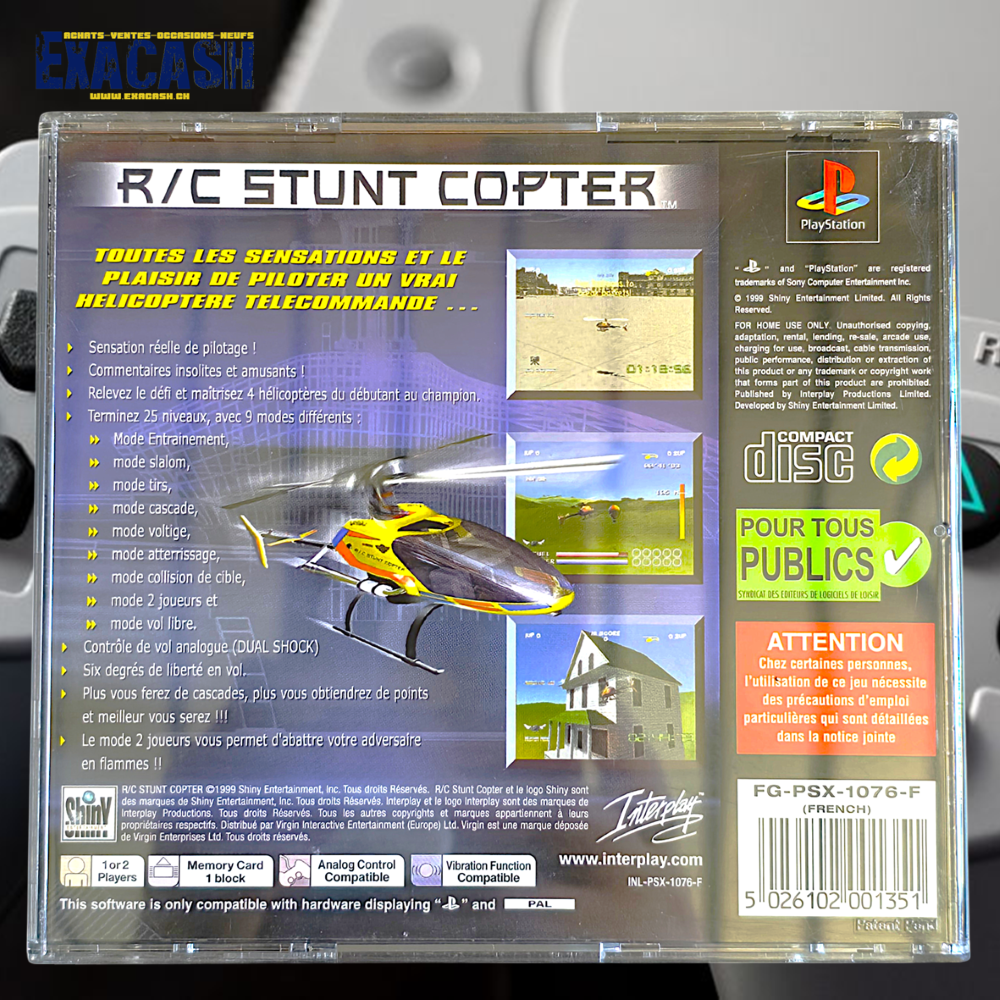 ACHATS-VENTES-OCCASIONS-NEUFS
EXACASH
WWW.EXACASH.CH
R/C STUNT COPTER TM
TOUTES LES SENSATIONS ET LE
PLAISIR DE PILOTER UN VRAI
HELICOPTERE TELECOMMANDE ...
Sensation réelle de pilotage !
Commentaires insolites et amusants !
Relevez le défi et maîtrisez 4 hélicoptères du débutant au champion.
Terminez 25 niveaux, avec 9 modes différents :
Mode Entrainement,
mode slalom,
mode tirs,
mode cascade,
mode voltige,
mode atterrissage,
mode collision de cible,
mode 2 joueurs et
mode vol libre.
Contrôle de vol analogue (DUAL SHOCK)
Six degrés de liberté en vol.
Plus vous ferez de cascades, plus vous obtiendrez de points
et meilleur vous serez !!!
Le mode 2 joueurs vous permet d'abattre votre adversaire
en flammes !!
R/C STUNT COPTER
01:18:56
PlayStation
" " and "PlayStation" are registered
trademarks of Sony Computer Entertainment Inc.
© 1999 Shiny Entertainment Limited. All Rights
Reserved.
FOR HOME USE ONLY. Unauthorised copying,
adaptation, rental, lending, re-sale, arcade use,
charging for use, broadcast, cable transmission,
public performance, distribution or extraction of
this product or any trademark or copyright work
that forms part of this product are prohibited.
Published by Interplay Productions Limited.
Developed by Shiny Entertainment Limited.
COMPACT
disc
POUR TOUS
PUBLICS
SYNDICAT DES EDITEURS DE LOGICIELS DE LOISIR
ATTENTION
Chez certaines personnes,
l'utilisation de ce jeu nécessite
des précautions d'emploi
particulières qui sont détaillées
dans la notice jointe
FG-PSX-1076-F
(FRENCH)
5 026102 001351
Patent Pend
Shiny
R/C STUNT COPTER ©1999 Shiny Entertainment, Inc. Tous Droits Réservés. R/C Stunt Copter et le logo Shiny sont
des marques de Shiny Entertainment, Inc. Tous droits Réservés. Interplay et le logo Interplay sont des marques de
Interplay Productions. Tous droits Réservés. Tous les autres copyrights et marques appartiennent à leurs
propriétaires respectifs. Distribué par Virgin Interactive Entertainment (Europe) Ltd. Virgin est une marque déposée
de Virgin Enterprises Ltd. Tous droits réservés.
Interplay
www.interplay.com
INL-PSX-1076-F
1 or 2
Players
Memory Card
1 block
Analog Control
Compatible
Vibration Function
Compatible
This software is only compatible with hardware displaying " " and PAL